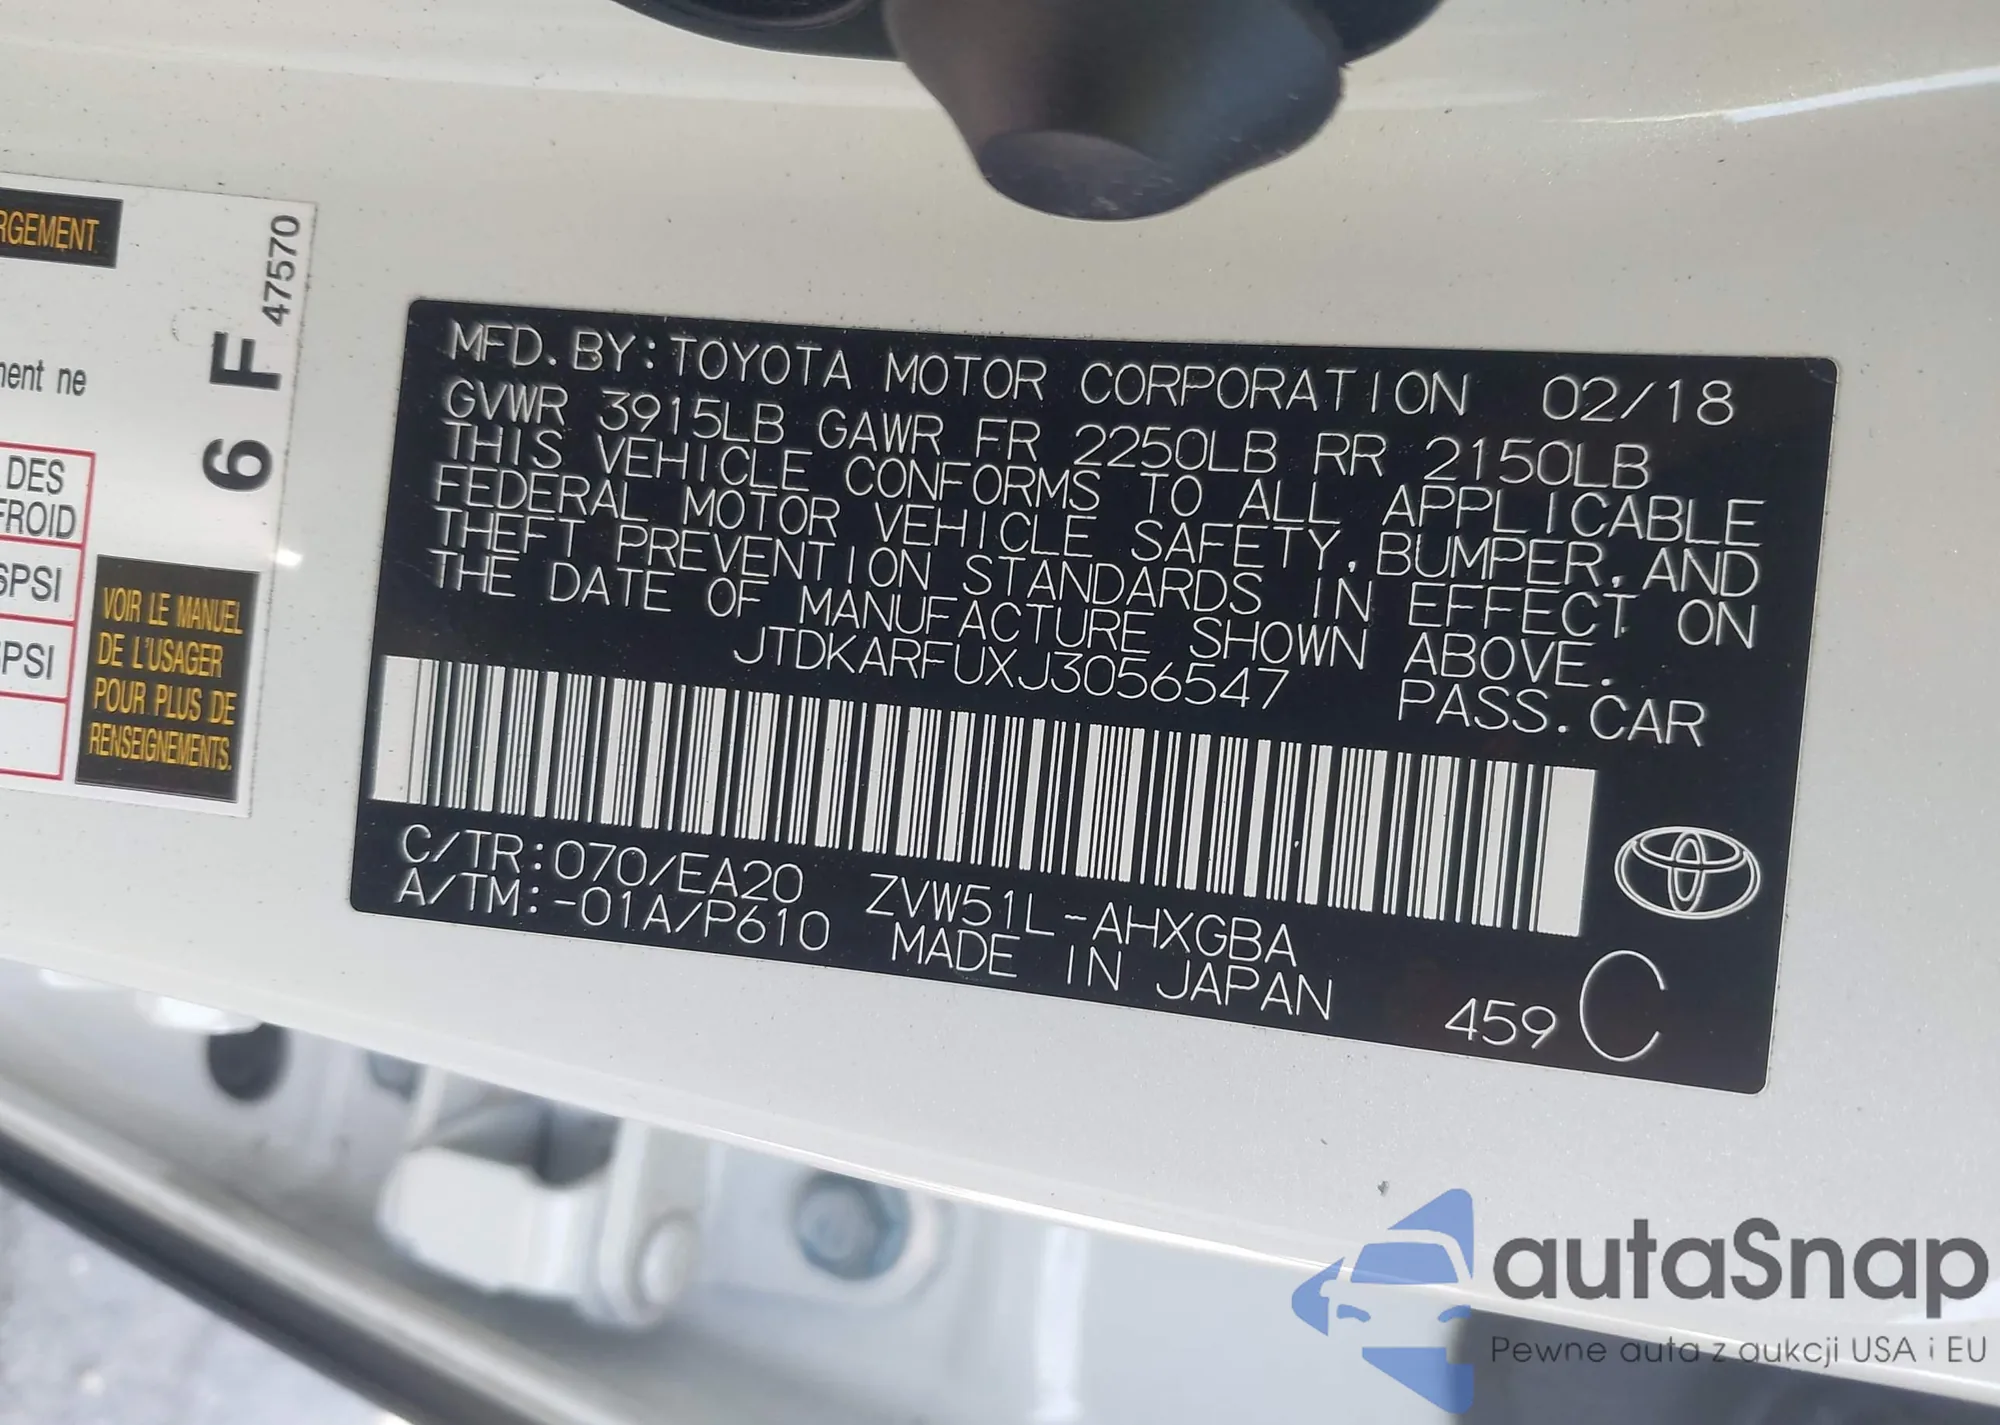 RGEMENT
47570
6 F
ment ne
DES
FROID
6PSI
PSI
VOIR LE MANUEL
DE L'USAGER
POUR PLUS DE
RENSEIGNEMENTS.
MFD. BY: TOYOTA MOTOR CORPORATION 02/18
GVWR 3915LB GAWR FR 2250LB RR 2150LB
THIS VEHICLE CONFORMS TO ALL APPLICABLE
FEDERAL MOTOR VEHICLE SAFETY, BUMPER, AND
THEFT PREVENTION STANDARDS IN EFFECT ON
THE DATE OF MANUFACTURE SHOWN ABOVE.
JTDKARFUXJ3056547 PASS. CAR
C/TR:070/EA20 ZVW51L-AHXGBA
A/TM:-01A/P610 MADE IN JAPAN
459 C
autaSnap
Pewne auta z aukcji USA i EU